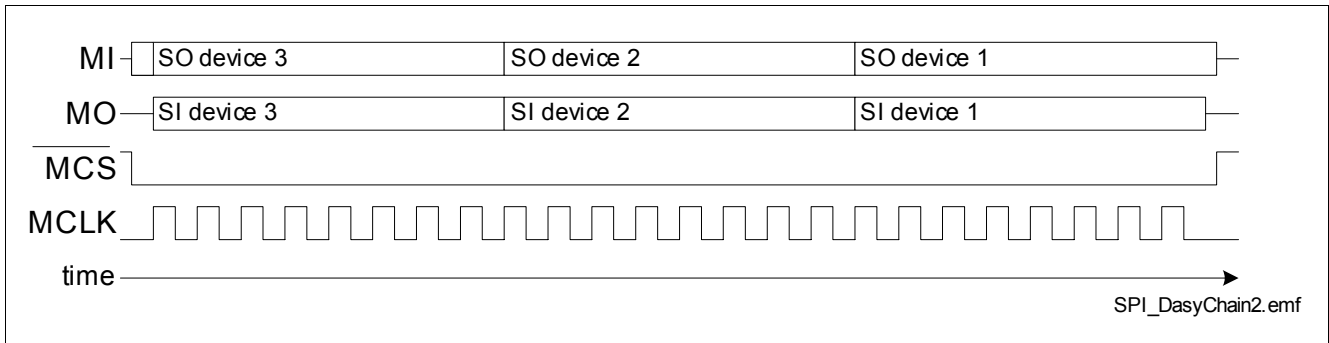 MI SO device 3 SO device 2 SO device 1
MO SI device 3 SI device 2 SI device 1
MCS
MCLK
time
SPI_DasyChain2.emf